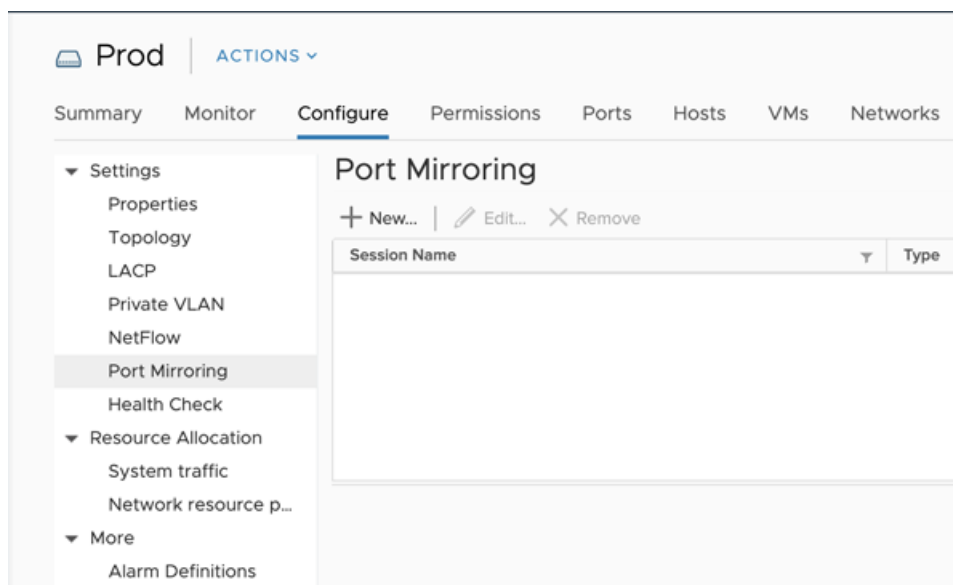 Prod ACTIONS
Summary Monitor Configure Permissions Ports Hosts VMs Networks
Settings
Properties
Topology
LACP
Private VLAN
NetFlow
Port Mirroring
Health Check
Resource Allocation
System traffic
Network resource p...
More
Alarm Definitions
Port Mirroring
New... Edit... Remove
Session Name Type